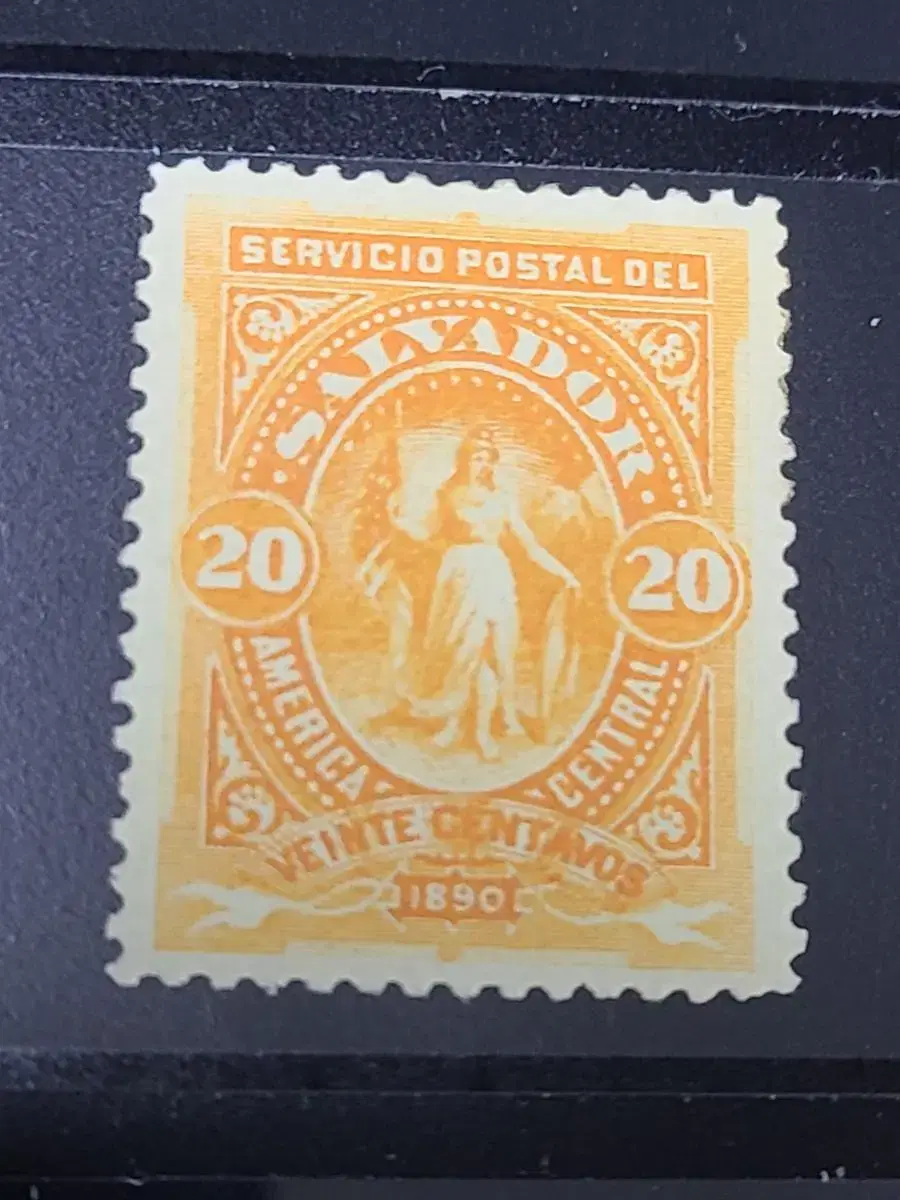 SERVICIO POSTAL DEL
SALVADOR
20
20
AMERICA CENTRAL
VEINTE CENTAVOS
1890